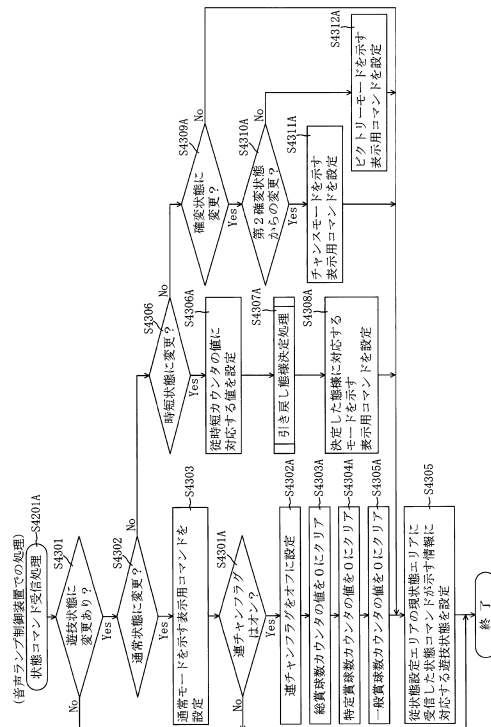 (音声ランプ制御装置での処理)
状態コマンド受信処理
S4201A
S4301
遊技状態に
変更あり?
No
Yes
S4302
通常状態に変更?
No
Yes
S4303
通常モードを示す表示用コマンドを
設定
S4301A
連チャンフラグ
はオン?
No
Yes
S4302A
連チャンフラグをオフに設定
S4303A
総賞球数カウンタの値を0にクリア
S4304A
特定賞球数カウンタの値を0にクリア
S4305A
一般賞球数カウンタの値を0にクリア
S4305
従状態設定エリアの現状態エリアに
受信した状態コマンドが示す情報に
対応する遊技状態を設定
終了
S4306
時短状態に変更?
No
Yes
S4306A
従時短カウンタの値に
対応する値を設定
S4307A
引き戻し態様決定処理
S4308A
決定した態様に対応する
モードを示す
表示用コマンドを設定
S4309A
確変状態に
変更?
No
Yes
S4310A
第2確変状態
からの変更?
No
Yes
S4311A
チャンスモードを示す
表示用コマンドを設定
S4312A
ビクトリーモードを示す
表示用コマンドを設定